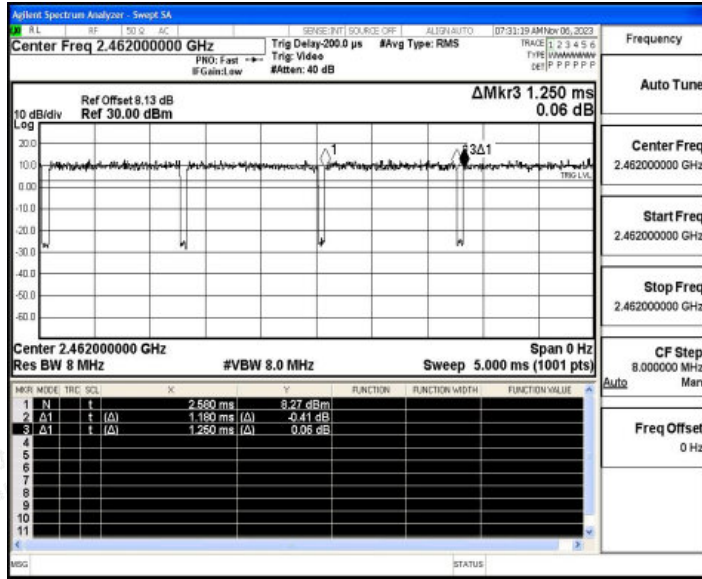 Agilent Spectrum Analyzer - Swept SA
RL RF 50 Ω AC SENSE:INT SOURCE OFF ALIGN AUTO 07:31:19 AM Nov 06, 2023
Center Freq 2.462000000 GHz
PNO: Fast
IFGain:Low
Trig Delay-200.0 µs
Trig: Video
#Atten: 40 dB
#Avg Type: RMS
TRACE 1 2 3 4 5 6
TYPE WWWWWW
DET P P P P P P
Ref Offset 8.13 dB
10 dB/div Ref 30.00 dBm
Log
ΔMkr3 1.250 ms
0.06 dB
20.0
10.0
0.00
-10.0
-20.0
-30.0
-40.0
-50.0
-60.0
1
3Δ1
TRIG LVL
Center 2.462000000 GHz Span 0 Hz
Res BW 8 MHz #VBW 8.0 MHz Sweep 5.000 ms (1001 pts)
MKR MODE TRC SCL X Y FUNCTION FUNCTION WIDTH FUNCTION VALUE
1 N t 2.580 ms 8.27 dBm
2 Δ1 t (Δ) 1.180 ms (Δ) -0.41 dB
3 Δ1 t (Δ) 1.250 ms (Δ) 0.06 dB
4
5
6
7
8
9
10
11
MSG STATUS
Frequency
Auto Tune
Center Freq
2.462000000 GHz
Start Freq
2.462000000 GHz
Stop Freq
2.462000000 GHz
CF Step
8.000000 MHz
Auto Man
Freq Offset
0 Hz